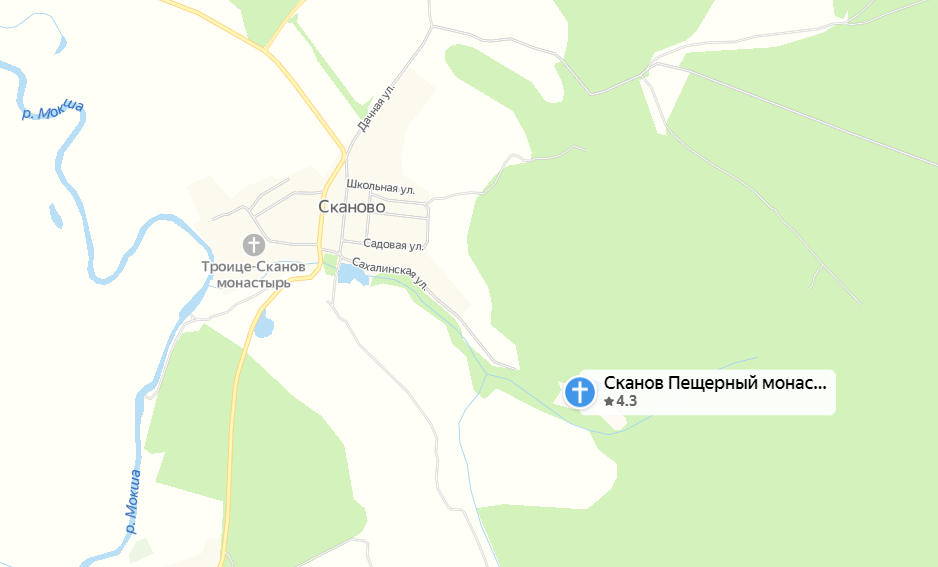 р. Мокша
Дачная ул.
Школьная ул.
Сканово
Садовая ул.
Троице-Сканов
монастырь
Сахалинская ул.
Сканов Пещерный монас...
4.3
р. Мокша